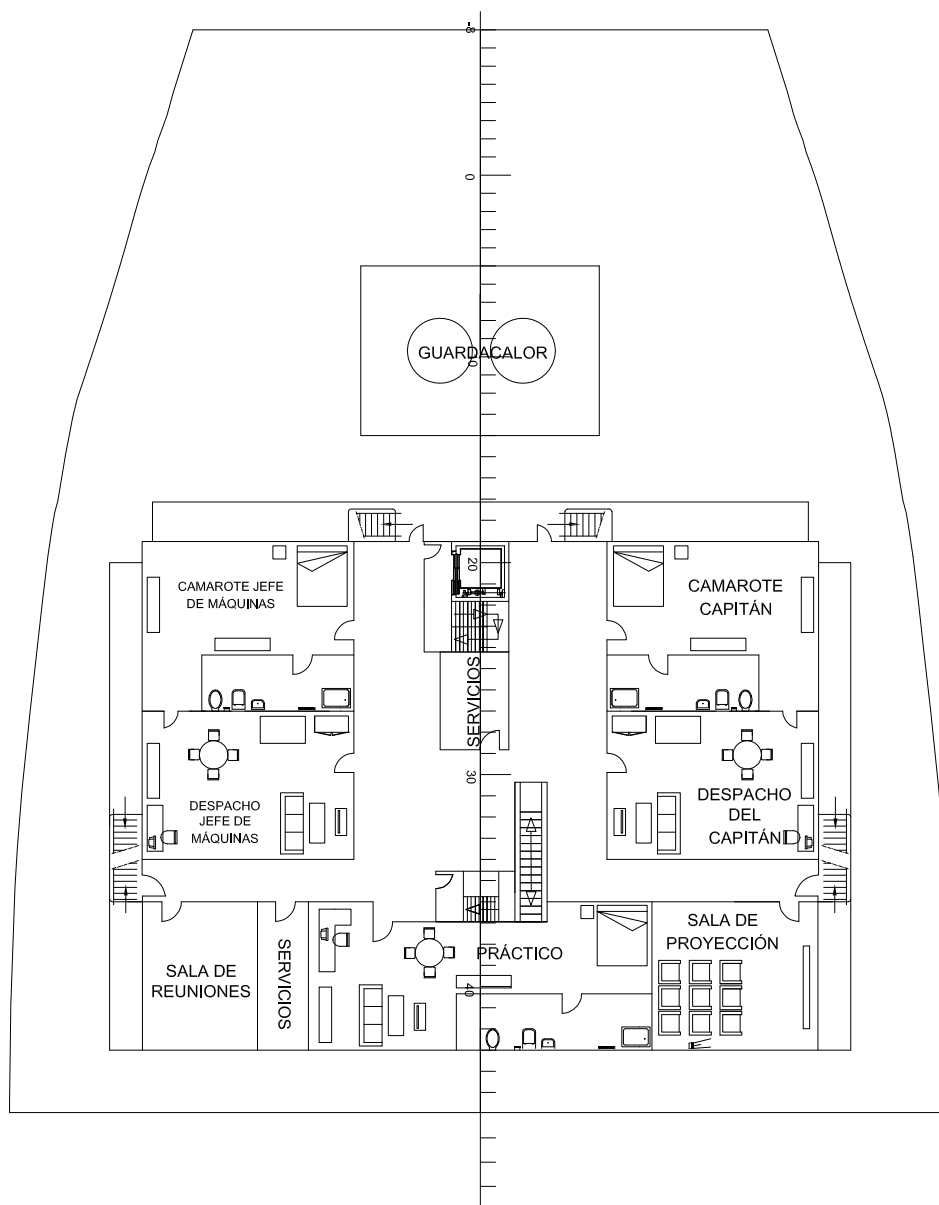 -8
0
GUARDACALOR
0
20
CAMAROTE JEFE
DE MÁQUINAS
CAMAROTE
CAPITÁN
SERVICIOS
30
DESPACHO
JEFE DE
MÁQUINAS
DESPACHO
DEL
CAPITÁN
SALA DE
REUNIONES
SERVICIOS
PRÁCTICO
40
SALA DE
PROYECCIÓN